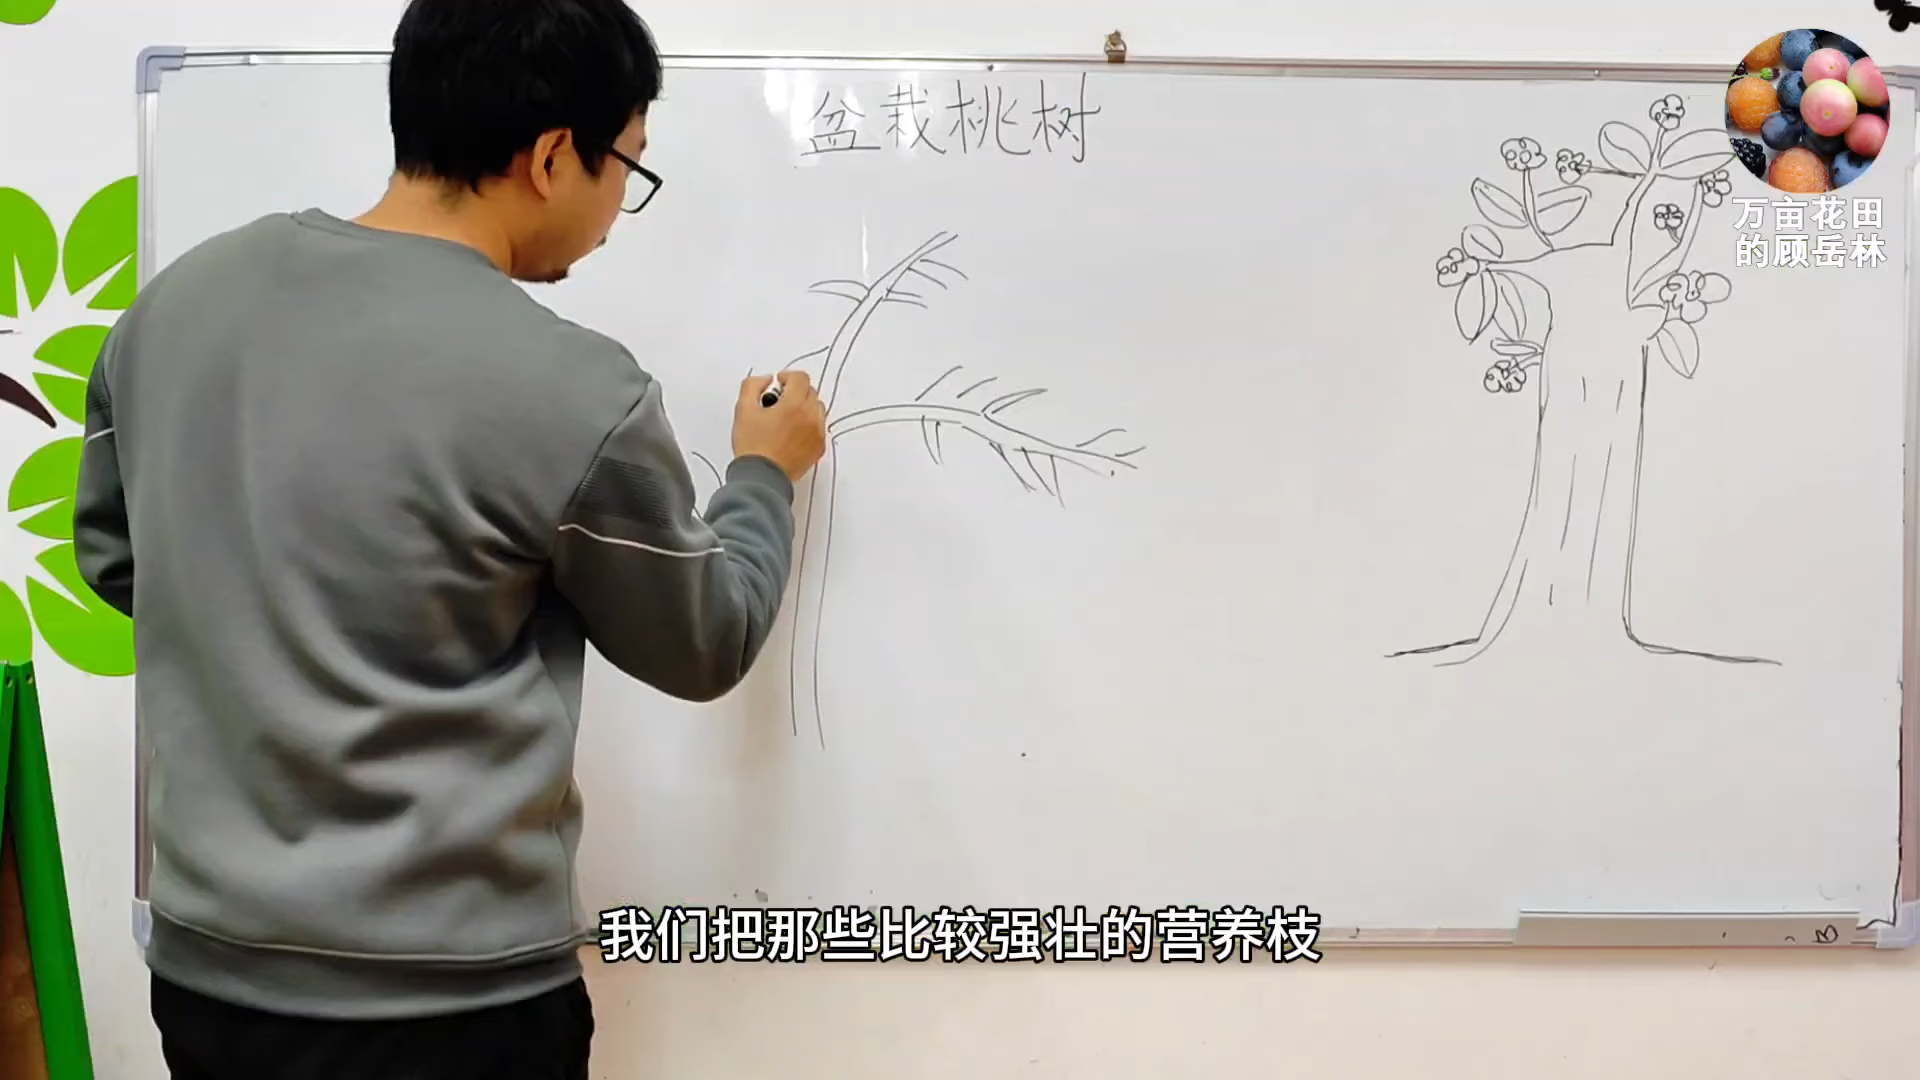 盆栽桃树
万亩花田
的顾岳林
我们把那些比较强壮的营养枝